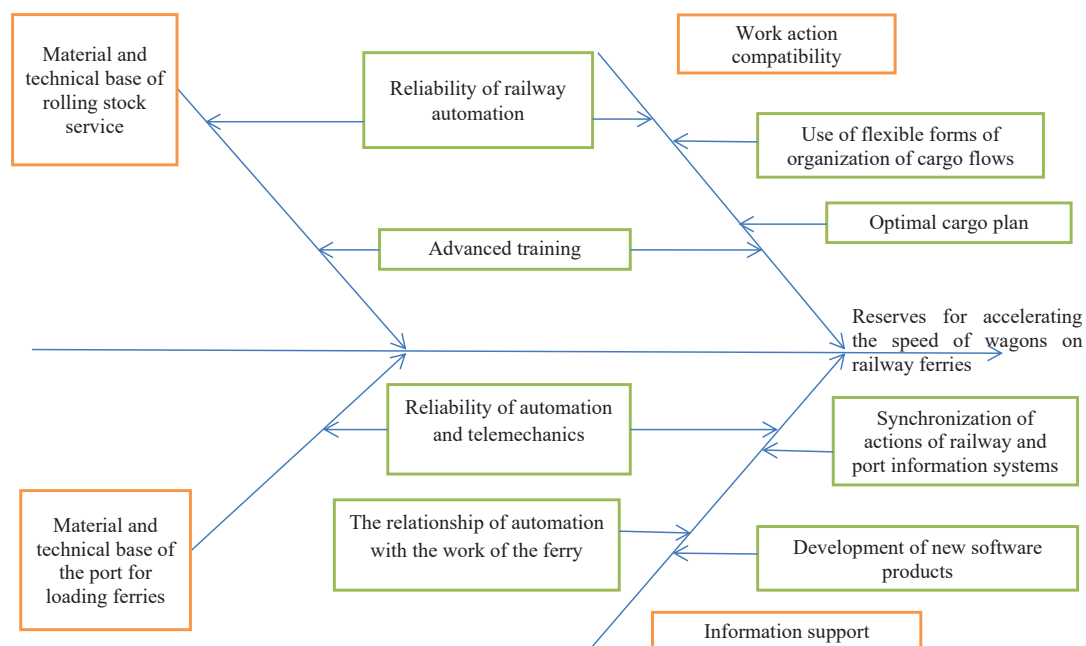 Material and
technical base of
rolling stock
service
Reliability of railway
automation
Work action
compatibility
Use of flexible forms of
organization of cargo flows
Optimal cargo plan
Advanced training
Reserves for accelerating
the speed of wagons on
railway ferries
Reliability of automation
and telemechanics
Synchronization of
actions of railway and
port information systems
Material and
technical base of
the port for
loading ferries
The relationship of automation
with the work of the ferry
Development of new software
products
Information support